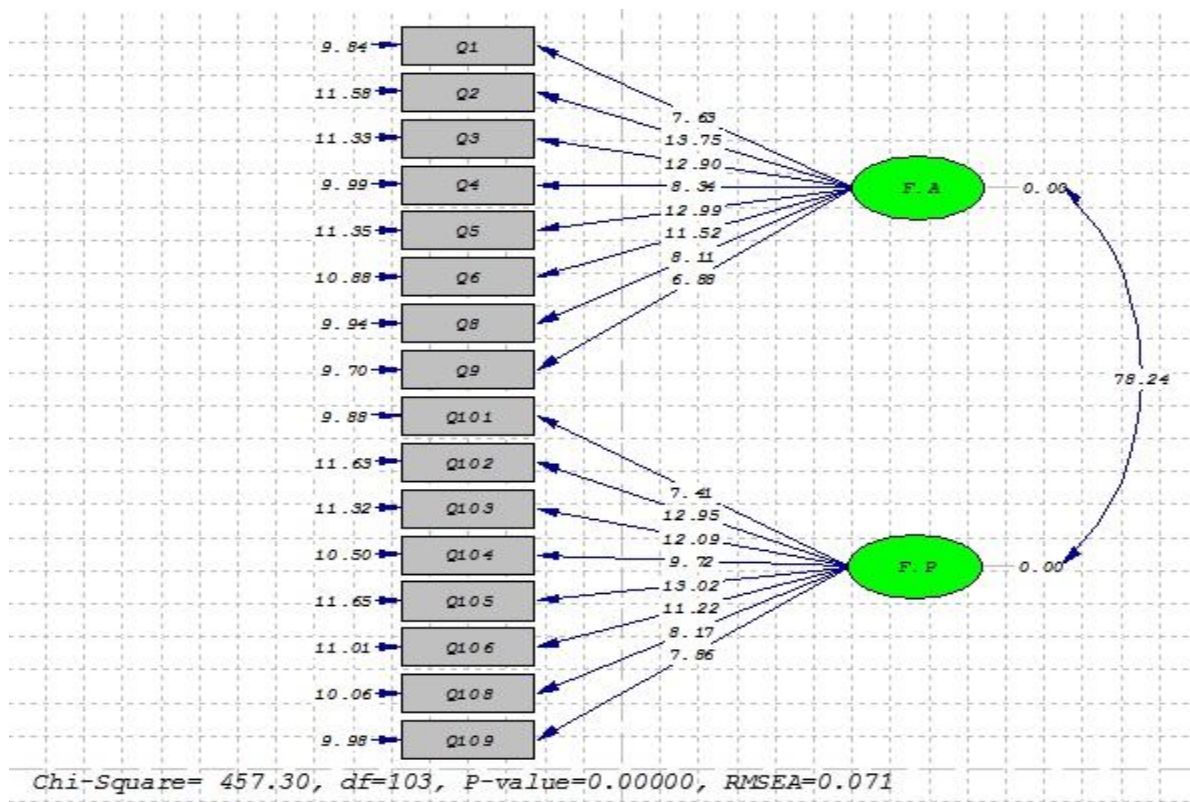 9.84 Q1
7.63
11.58 Q2
13.75
11.33 Q3
12.90
9.99 Q4 8.34 F.A 0.00
11.35 Q5
12.99
11.52
10.88 Q6
8.11
6.88
9.94 Q8
9.70 Q9
78.24
9.88 Q101
11.63 Q102
7.41
11.32 Q103
12.95
12.09
10.50 Q104
9.72 F.P 0.00
11.65 Q105
13.02
11.22
11.01 Q106
8.17
7.86
10.06 Q108
9.98 Q109
Chi-Square= 457.30, df=103, P-value=0.00000, RMSEA=0.071